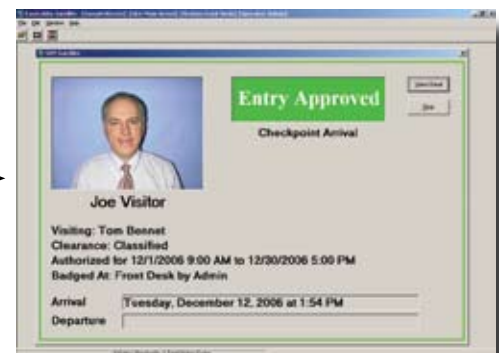 Entry Approved
Checkpoint Arrival
Joe Visitor
Visiting: Tom Bennet
Clearance: Classified
Authorized for 12/1/2006 9:00 AM to 12/30/2006 5:00 PM
Badged At: Front Desk by Admin
Arrival Tuesday, December 12, 2006 at 1:54 PM
Departure